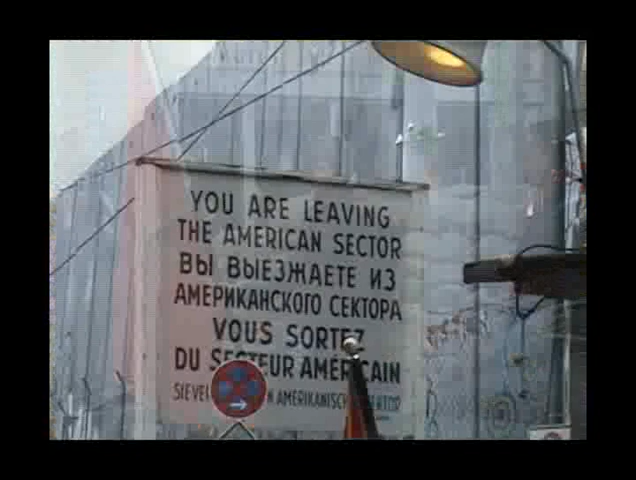 YOU ARE LEAVING
THE AMERICAN SECTOR
ВЫ ВЫЕЗЖАЕТЕ ИЗ
АМЕРИКАНСКОГО СЕКТОРА
VOUS SORTEZ
DU SECTEUR AMÉRICAIN